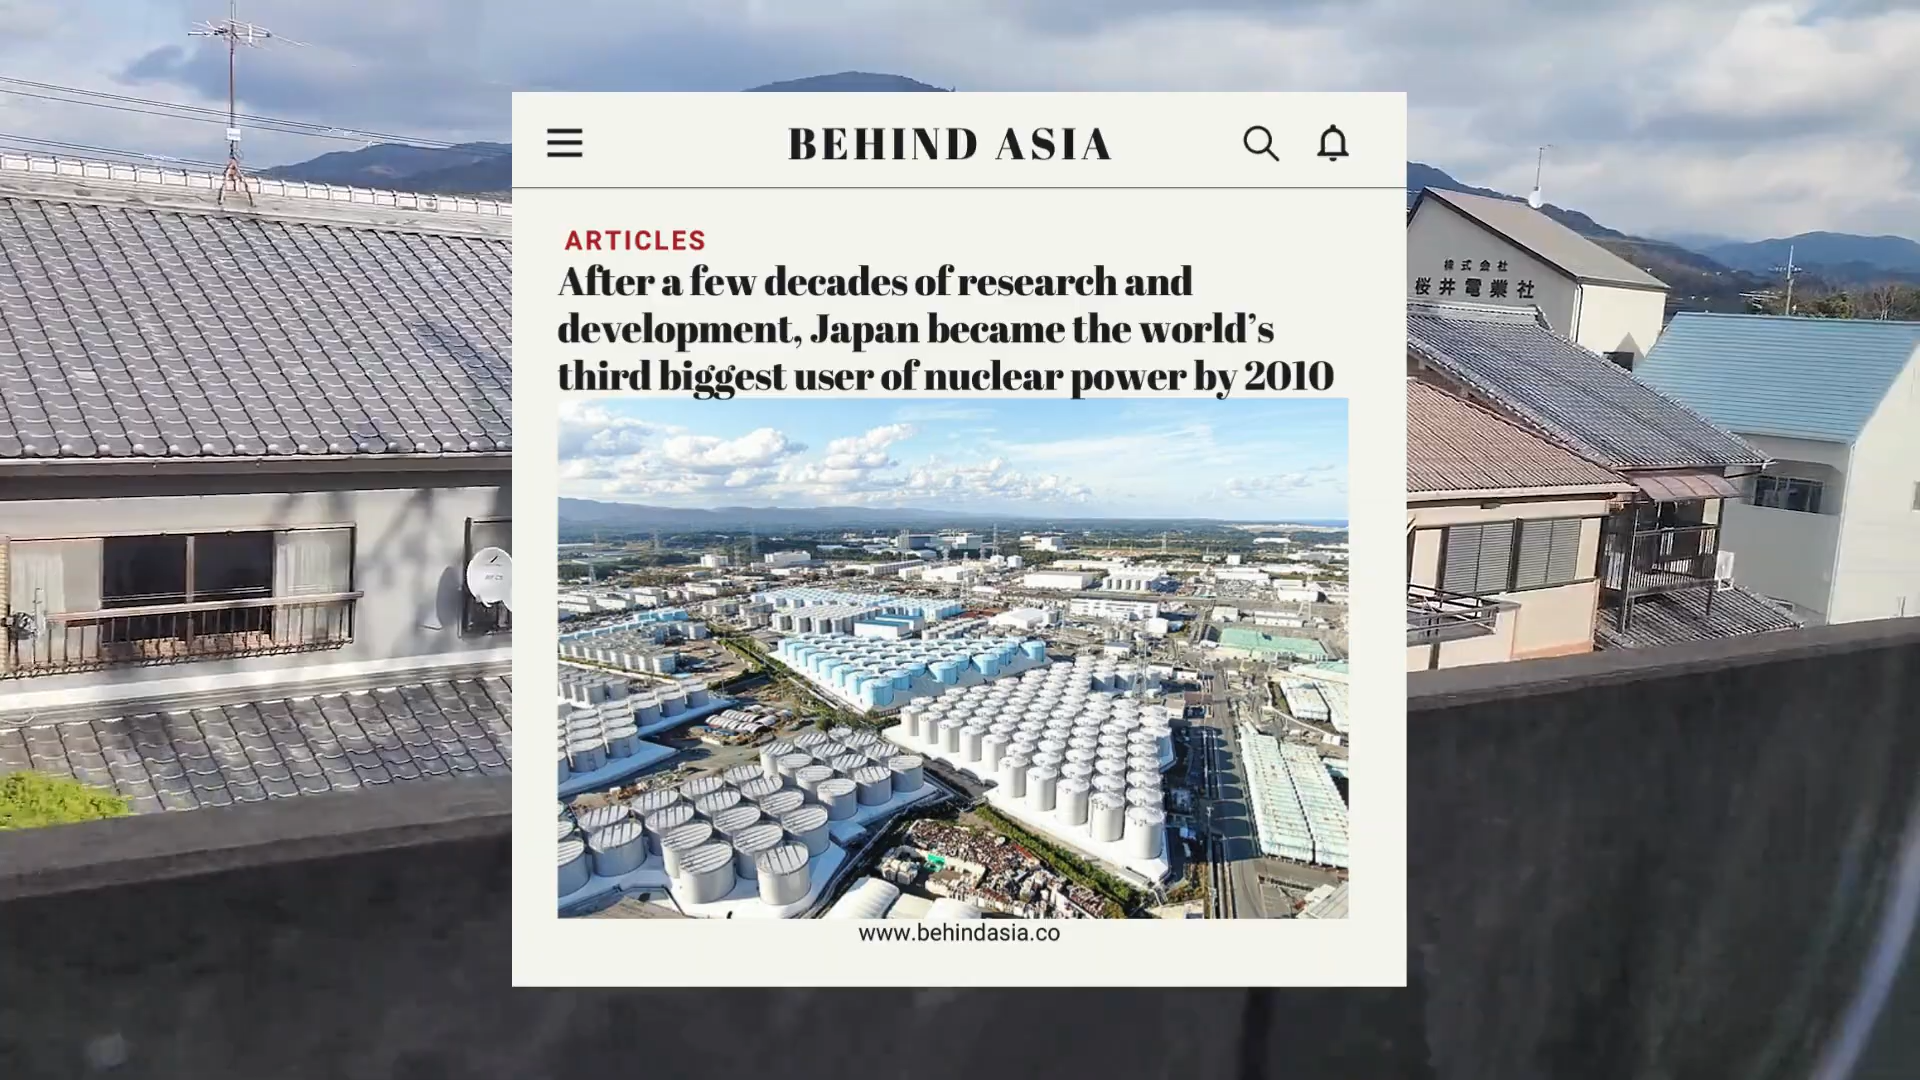 BEHIND ASIA
ARTICLES
After a few decades of research and
development, Japan became the world's
third biggest user of nuclear power by 2010
www.behindasia.co
株式会社
桜井電業社